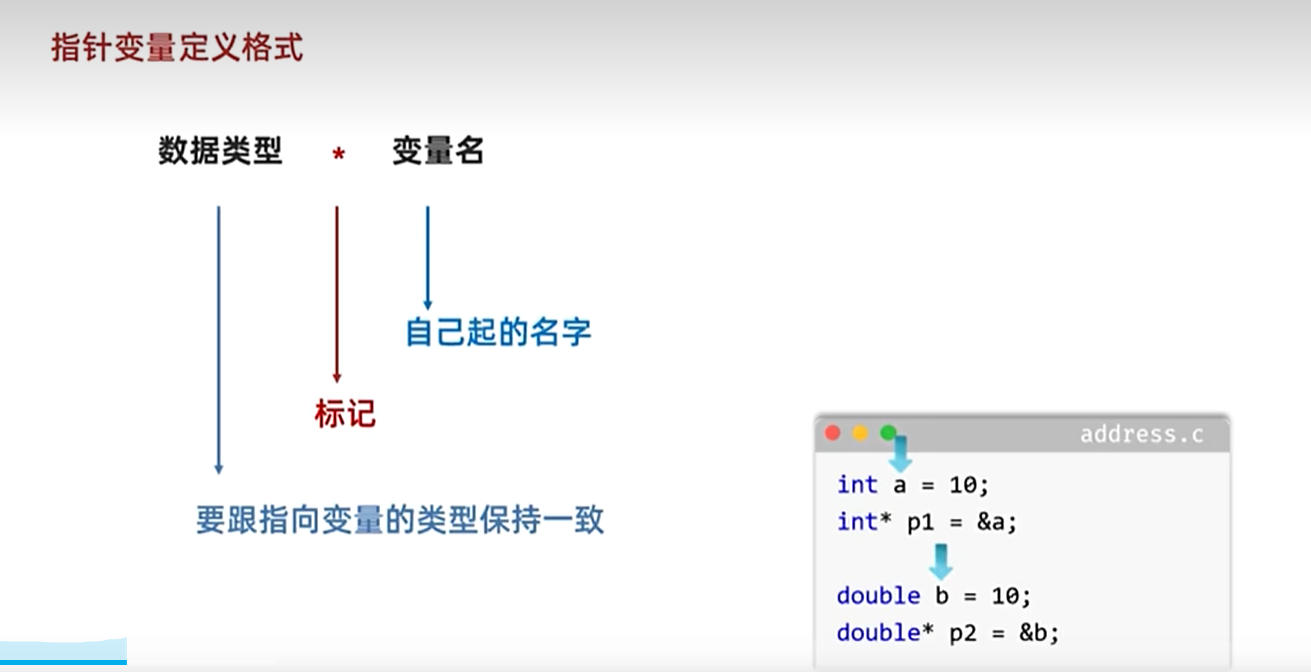 指针变量定义格式
数据类型 * 变量名
自己起的名字
标记
要跟指向变量的类型保持一致
address.c
int a = 10;
int* p1 = &a;
double b = 10;
double* p2 = &b;